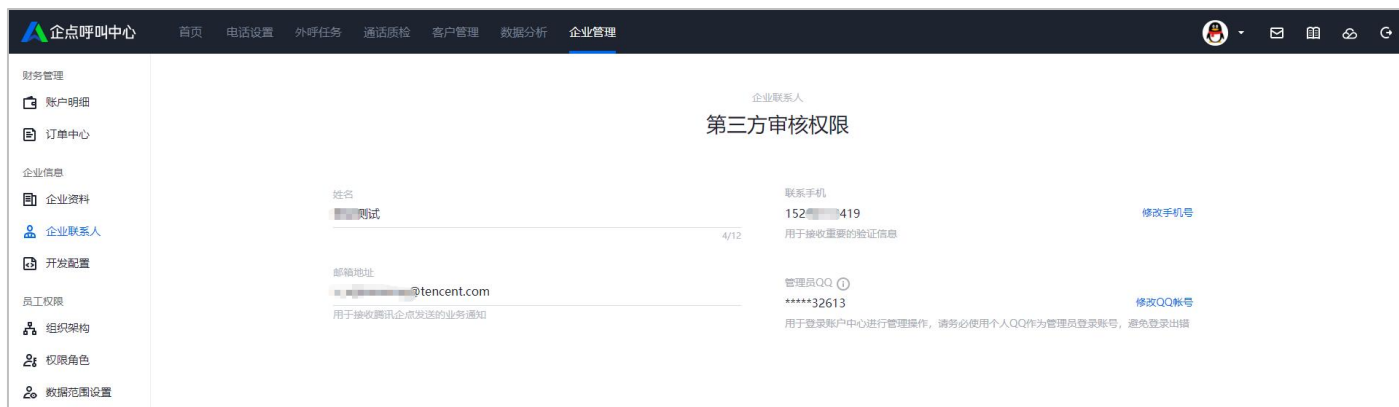 企点呼叫中心 首页 电话设置 外呼任务 通话质检 客户管理 数据分析 企业管理
财务管理
账户明细
订单中心
企业信息
企业资料
企业联系人
开发配置
员工权限
组织架构
权限角色
数据范围设置
企业联系人
第三方审核权限
姓名
测试
4/12
联系手机
152 419 修改手机号
用于接收重要的验证信息
邮箱地址
@tencent.com
用于接收腾讯企点发送的业务通知
管理员QQ
*****32613 修改QQ帐号
用于登录账户中心进行管理操作，请务必使用个人QQ作为管理员登录账号，避免登录出错